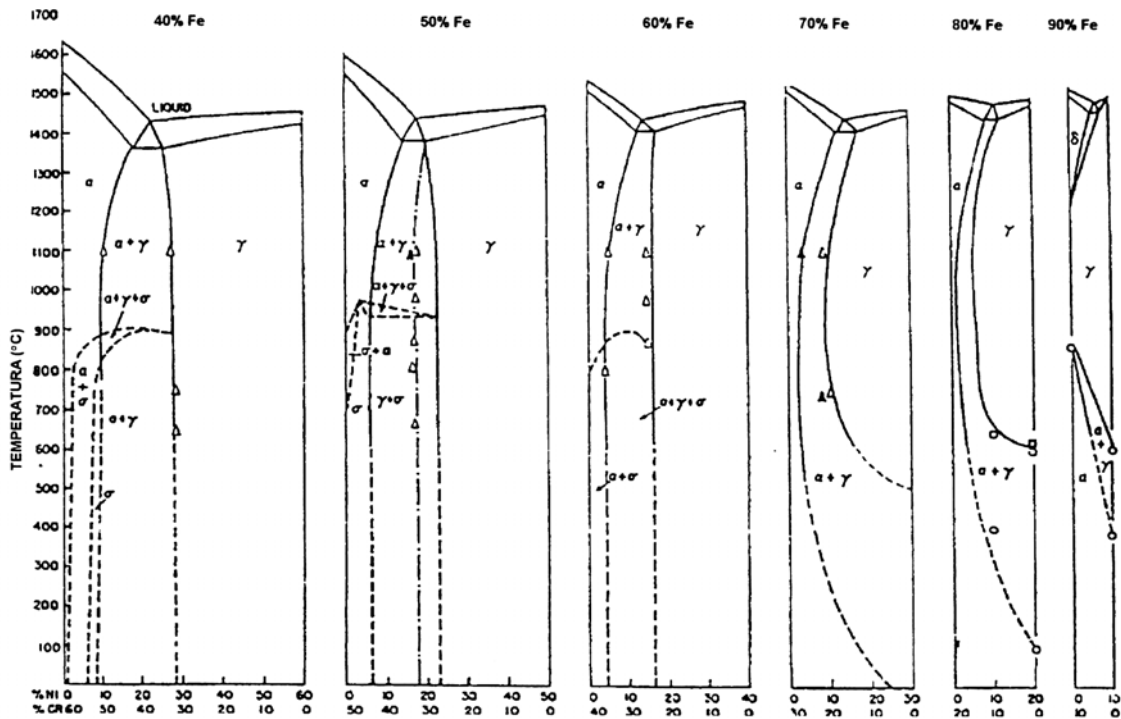 40% Fe
50% Fe
60% Fe
70% Fe
80% Fe
90% Fe
TEMPERATURA (°C)
1700
1600
1500
1400
1300
1200
1100
1000
900
800
700
600
500
400
300
200
100
LIQUID
α
α+γ
γ
α+γ+σ
α
+
σ
α+γ
σ
σ
α+γ
γ
α+γ+σ
σ+α
γ+σ
σ
α
α+γ
γ
α+γ+σ
α+σ
α
γ
α+γ
α
γ
α+γ
δ
γ
α
+
γ
α
% NI 0 10 20 30 40 50 60
% CR 60 50 40 30 20 10 0
0 10 20 30 40 50
50 40 30 20 10 0
0 10 20 30 40
40 30 20 10 0
0 10 20 30
30 20 10 0
0 10 20
20 10 0
0 10
10 0